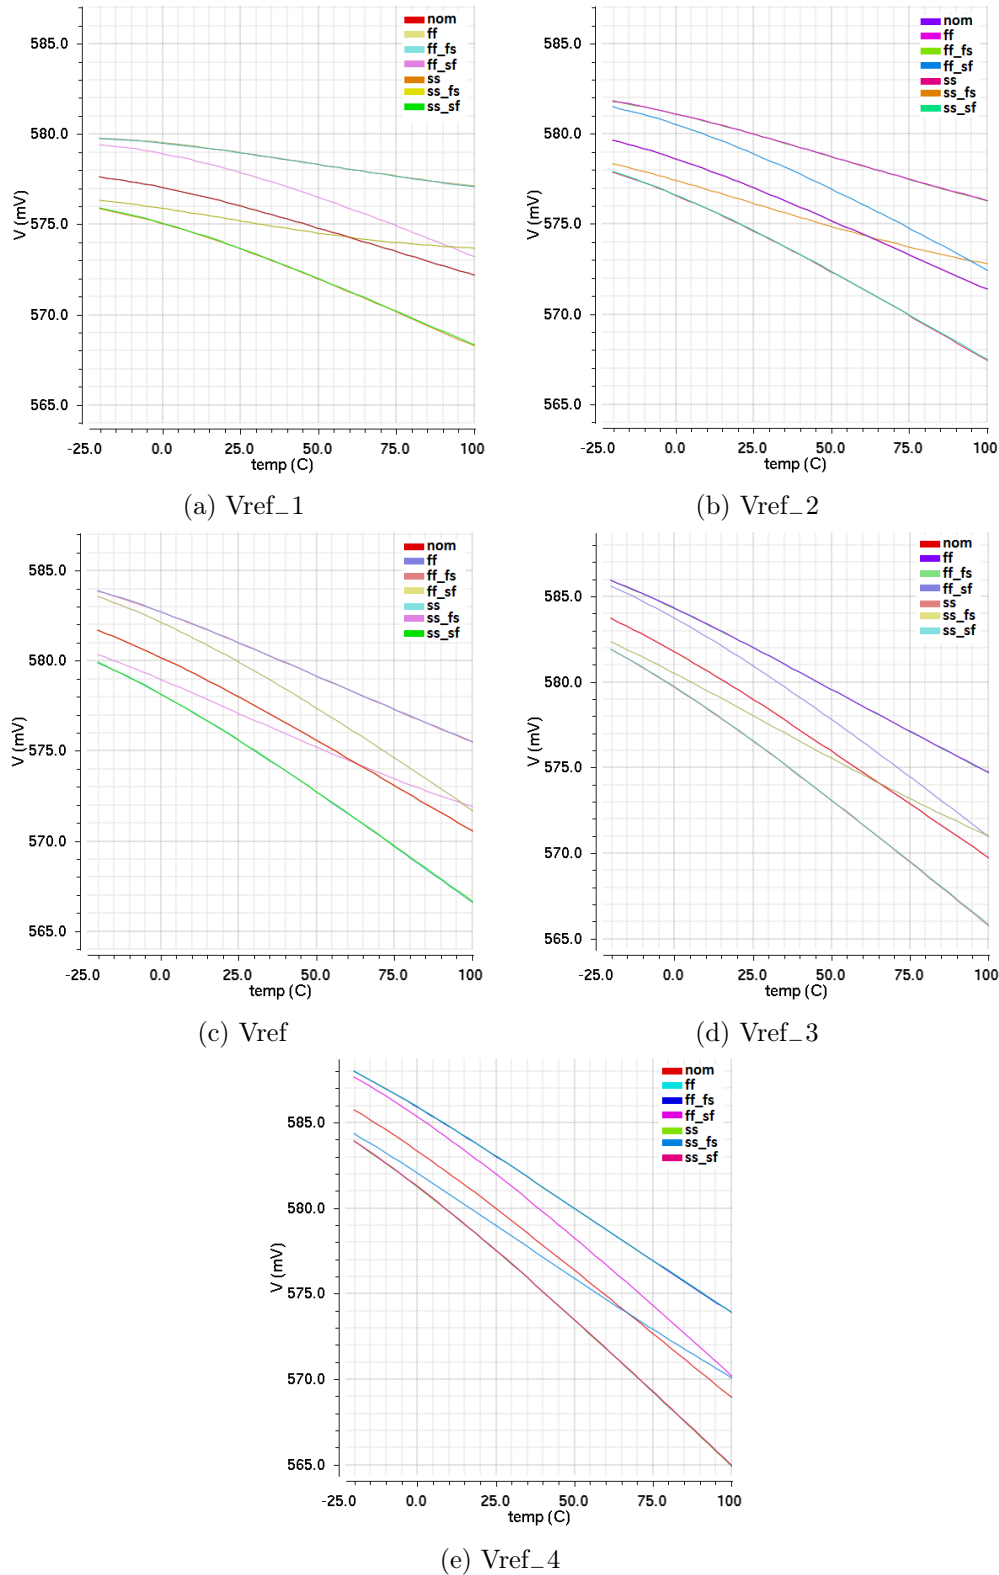 585.0
580.0
575.0
570.0
565.0
V (mV)
-25.0 0.0 25.0 50.0 75.0 100
temp (C)
nom
ff
ff_fs
ff_sf
ss
ss_fs
ss_sf
(a) Vref_1
585.0
580.0
575.0
570.0
565.0
V (mV)
-25.0 0.0 25.0 50.0 75.0 100
temp (C)
nom
ff
ff_fs
ff_sf
ss
ss_fs
ss_sf
(b) Vref_2
585.0
580.0
575.0
570.0
565.0
V (mV)
-25.0 0.0 25.0 50.0 75.0 100
temp (C)
nom
ff
ff_fs
ff_sf
ss
ss_fs
ss_sf
(c) Vref
585.0
580.0
575.0
570.0
565.0
V (mV)
-25.0 0.0 25.0 50.0 75.0 100
temp (C)
nom
ff
ff_fs
ff_sf
ss
ss_fs
ss_sf
(d) Vref_3
585.0
580.0
575.0
570.0
565.0
V (mV)
-25.0 0.0 25.0 50.0 75.0 100
temp (C)
nom
ff
ff_fs
ff_sf
ss
ss_fs
ss_sf
(e) Vref_4